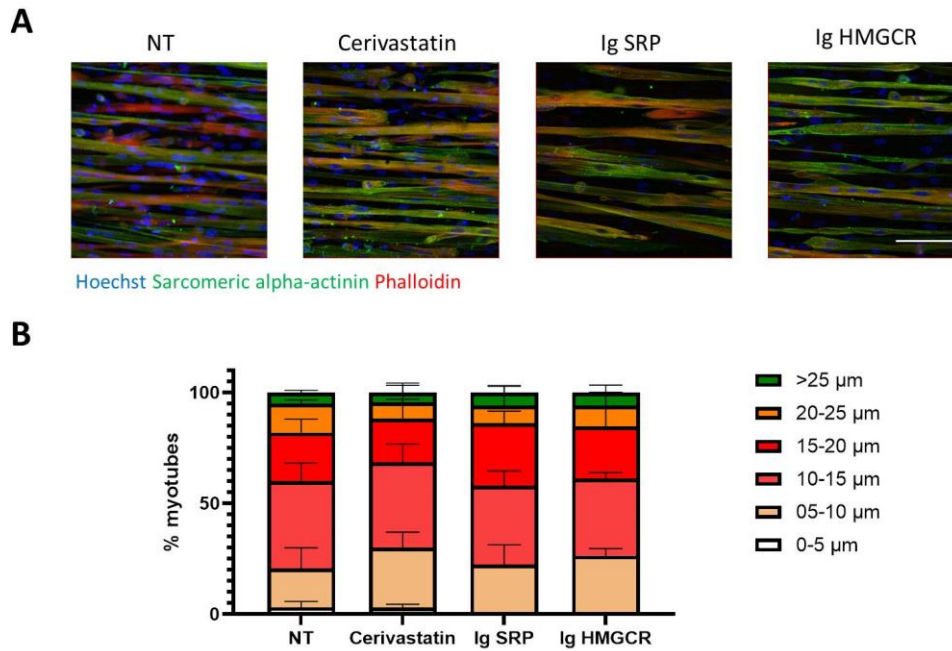 A
NT
Cerivastatin
Ig SRP
Ig HMGCR
Hoechst Sarcomeric alpha-actinin Phalloidin
B
% myotubes
100
50
0
NT
Cerivastatin
Ig SRP
Ig HMGCR
>25 µm
20-25 µm
15-20 µm
10-15 µm
05-10 µm
0-5 µm